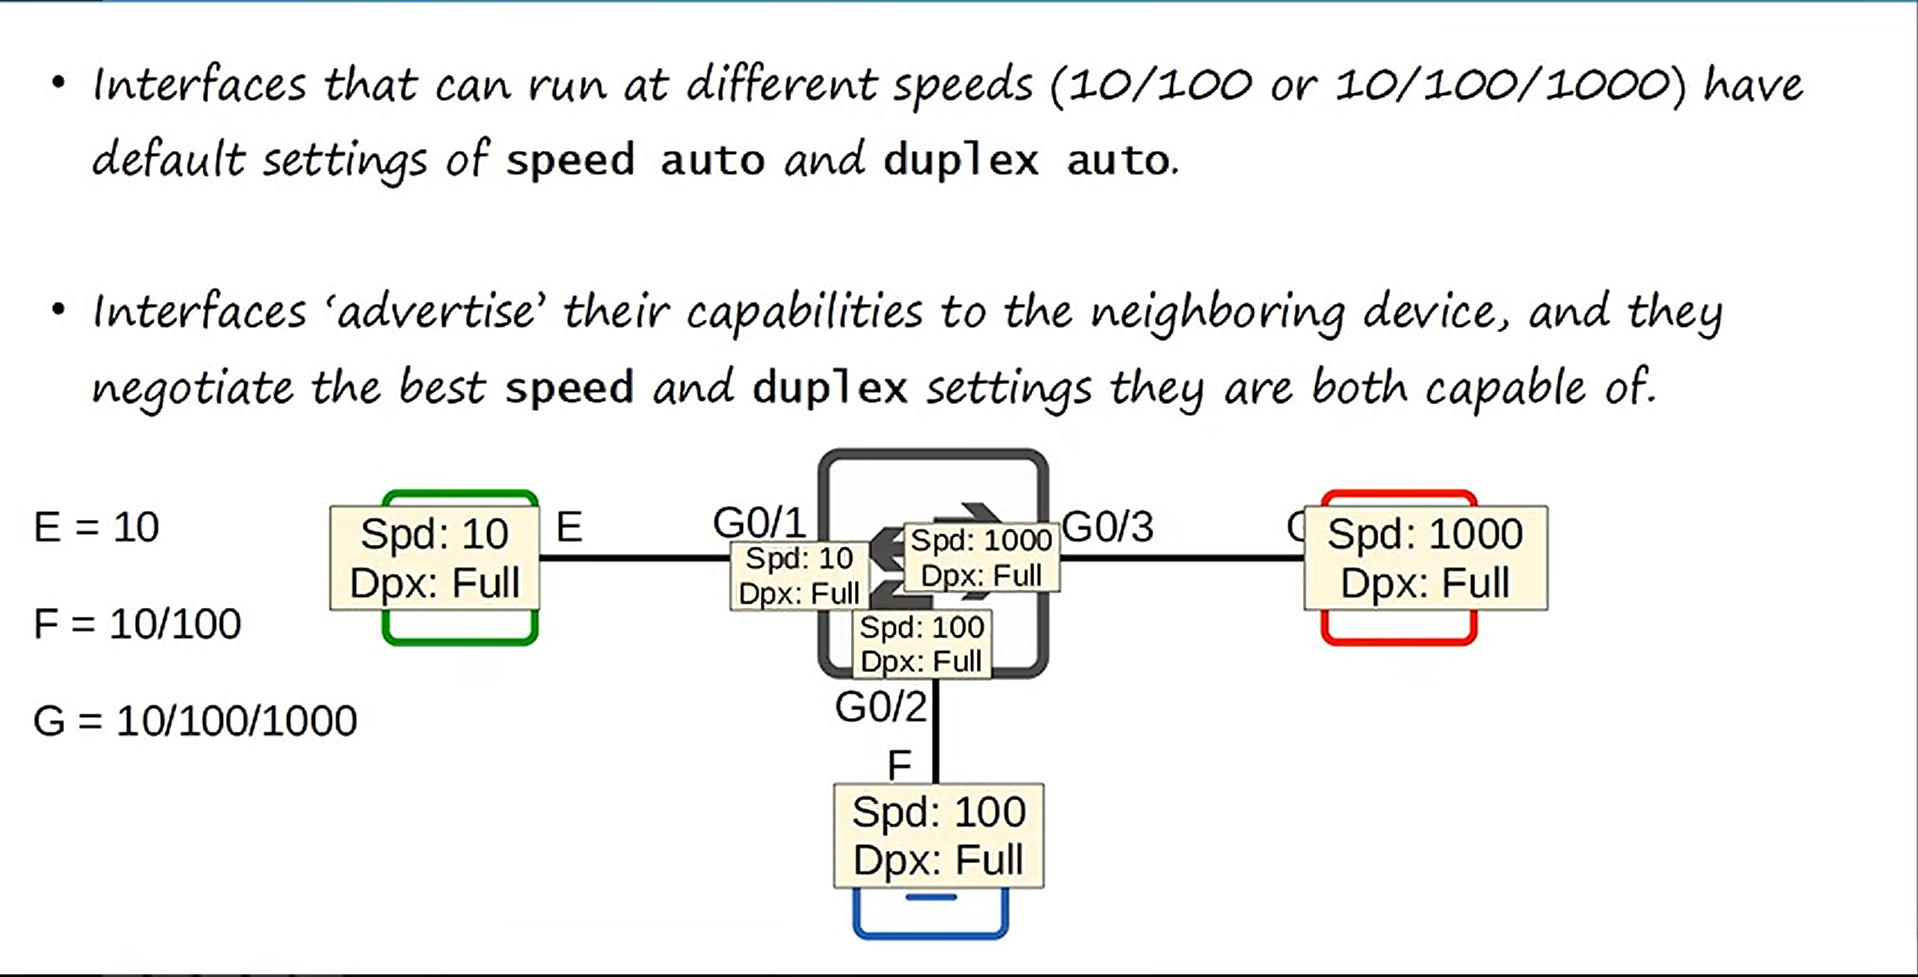 • Interfaces that can run at different speeds (10/100 or 10/100/1000) have
default settings of speed auto and duplex auto.
• Interfaces ‘advertise’ their capabilities to the neighboring device, and they
negotiate the best speed and duplex settings they are both capable of.
E = 10
F = 10/100
G = 10/100/1000
Spd: 10
Dpx: Full
E
G0/1
Spd: 10
Dpx: Full
Spd: 1000
Dpx: Full
G0/3
Spd: 1000
Dpx: Full
Spd: 100
Dpx: Full
G0/2
F
Spd: 100
Dpx: Full